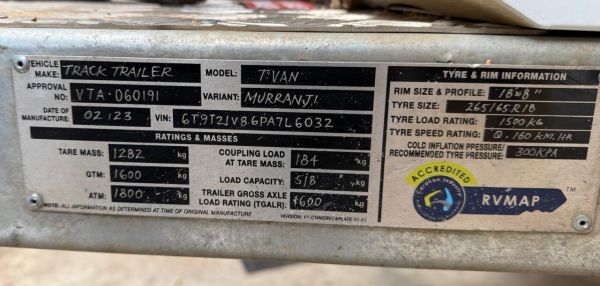 VEHICLE MAKE: TRACK TRAILER MODEL: T-VAN
APPROVAL NO: VTA-060191 VARIANT: MURRANJI
DATE OF MANUFACTURE: 02/23 VIN: 6T9T21V86PA7L6032
RATINGS & MASSES
TARE MASS: 1282 kg COUPLING LOAD AT TARE MASS: 184 kg
GTM: 1600 kg LOAD CAPACITY: 518 kg
ATM: 1800 kg TRAILER GROSS AXLE LOAD RATING (TGALR) 1600 kg
NOTE: ALL INFORMATION AS DETERMINED AT TIME OF ORIGINAL MANUFACTURE
TYRE & RIM INFORMATION
RIM SIZE & PROFILE: 18x8"
TYRE SIZE: 265/65R18
TYRE LOAD RATING: 1500 KG
TYRE SPEED RATING: Q.160 KM.HR
COLD INFLATION PRESSURE/
RECOMMENDED TYRE PRESSURE: 300KPA
ACCREDITED
RVMAP TM